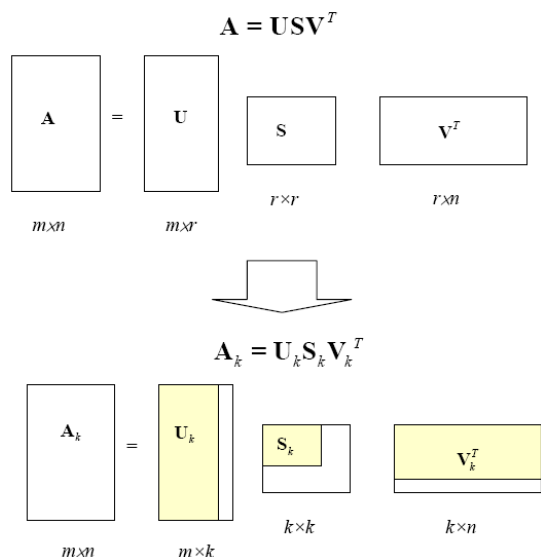 A = USV^T
A = U S V^T
m×n m×r r×r r×n
A_k = U_k S_k V_k^T
A_k = U_k S_k V_k^T
m×n m×k k×k k×n